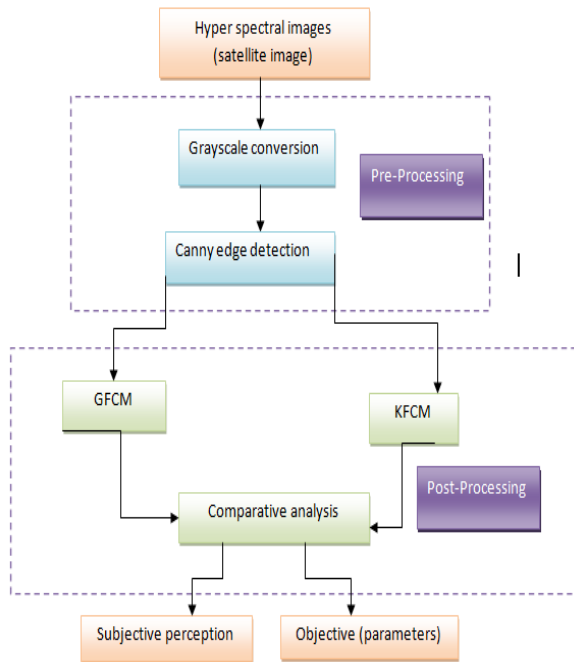 Hyper spectral images
(satellite image)
Grayscale conversion
Pre-Processing
Canny edge detection
GFCM
KFCM
Post-Processing
Comparative analysis
Subjective perception
Objective (parameters)